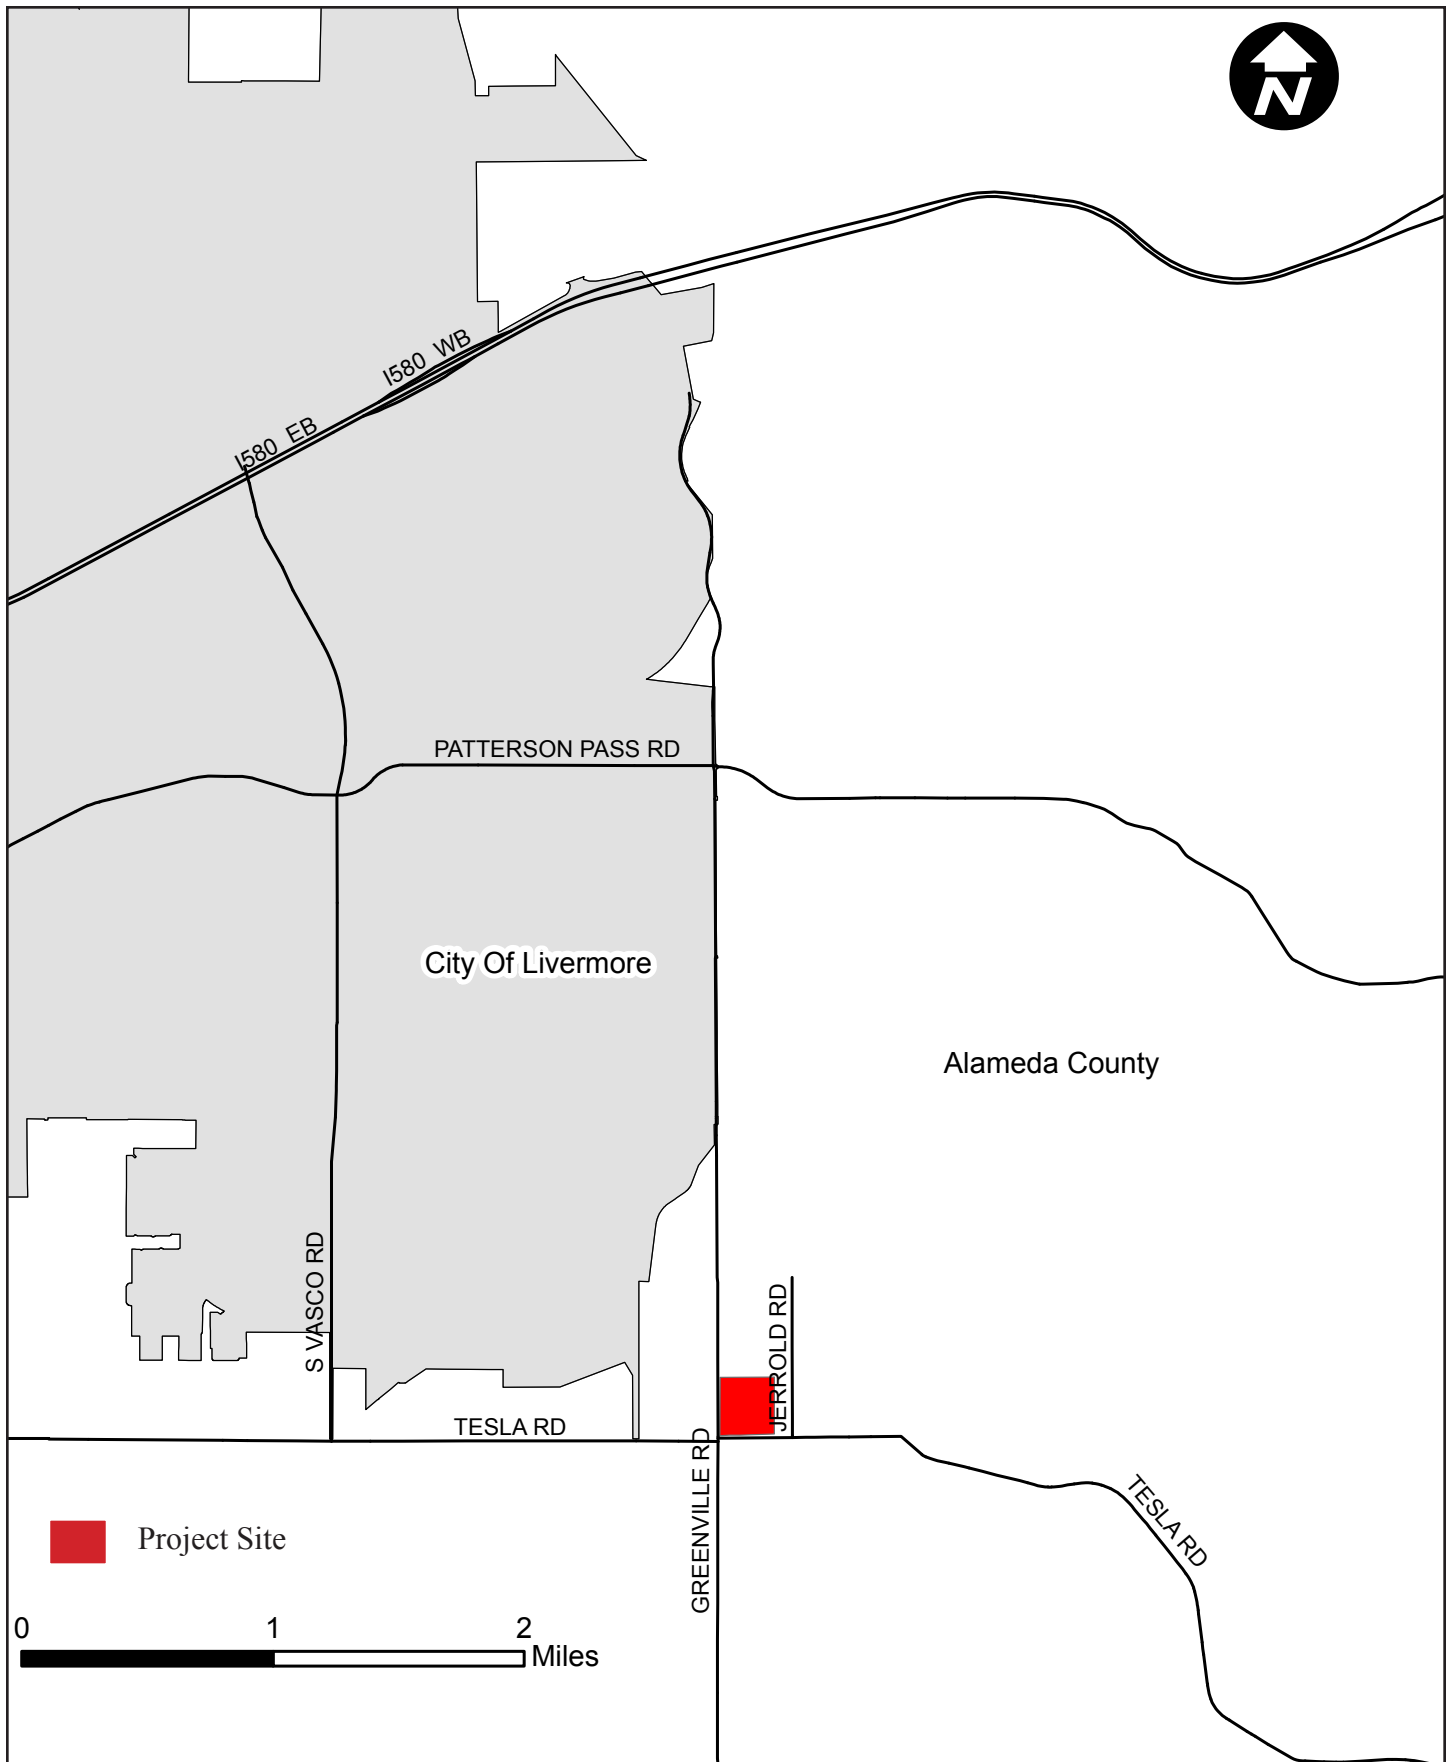 N
I580 WB
I580 EB
PATTERSON PASS RD
City Of Livermore
Alameda County
S VASCO RD
JERROLD RD
TESLA RD
GREENVILLE RD
TESLA RD
Project Site
0 1 2
Miles